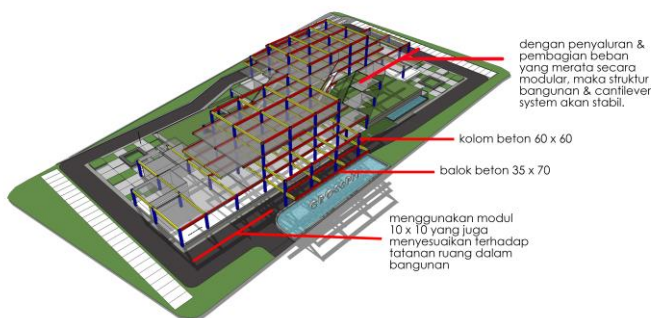 dengan penyaluran &
pembagian beban
yang merata secara
modular, maka struktur
bangunan & cantilever
system akan stabil.
kolom beton 60 x 60
balok beton 35 x 70
menggunakan modul
10 x 10 yang juga
menyesuaikan terhadap
tatanan ruang dalam
bangunan